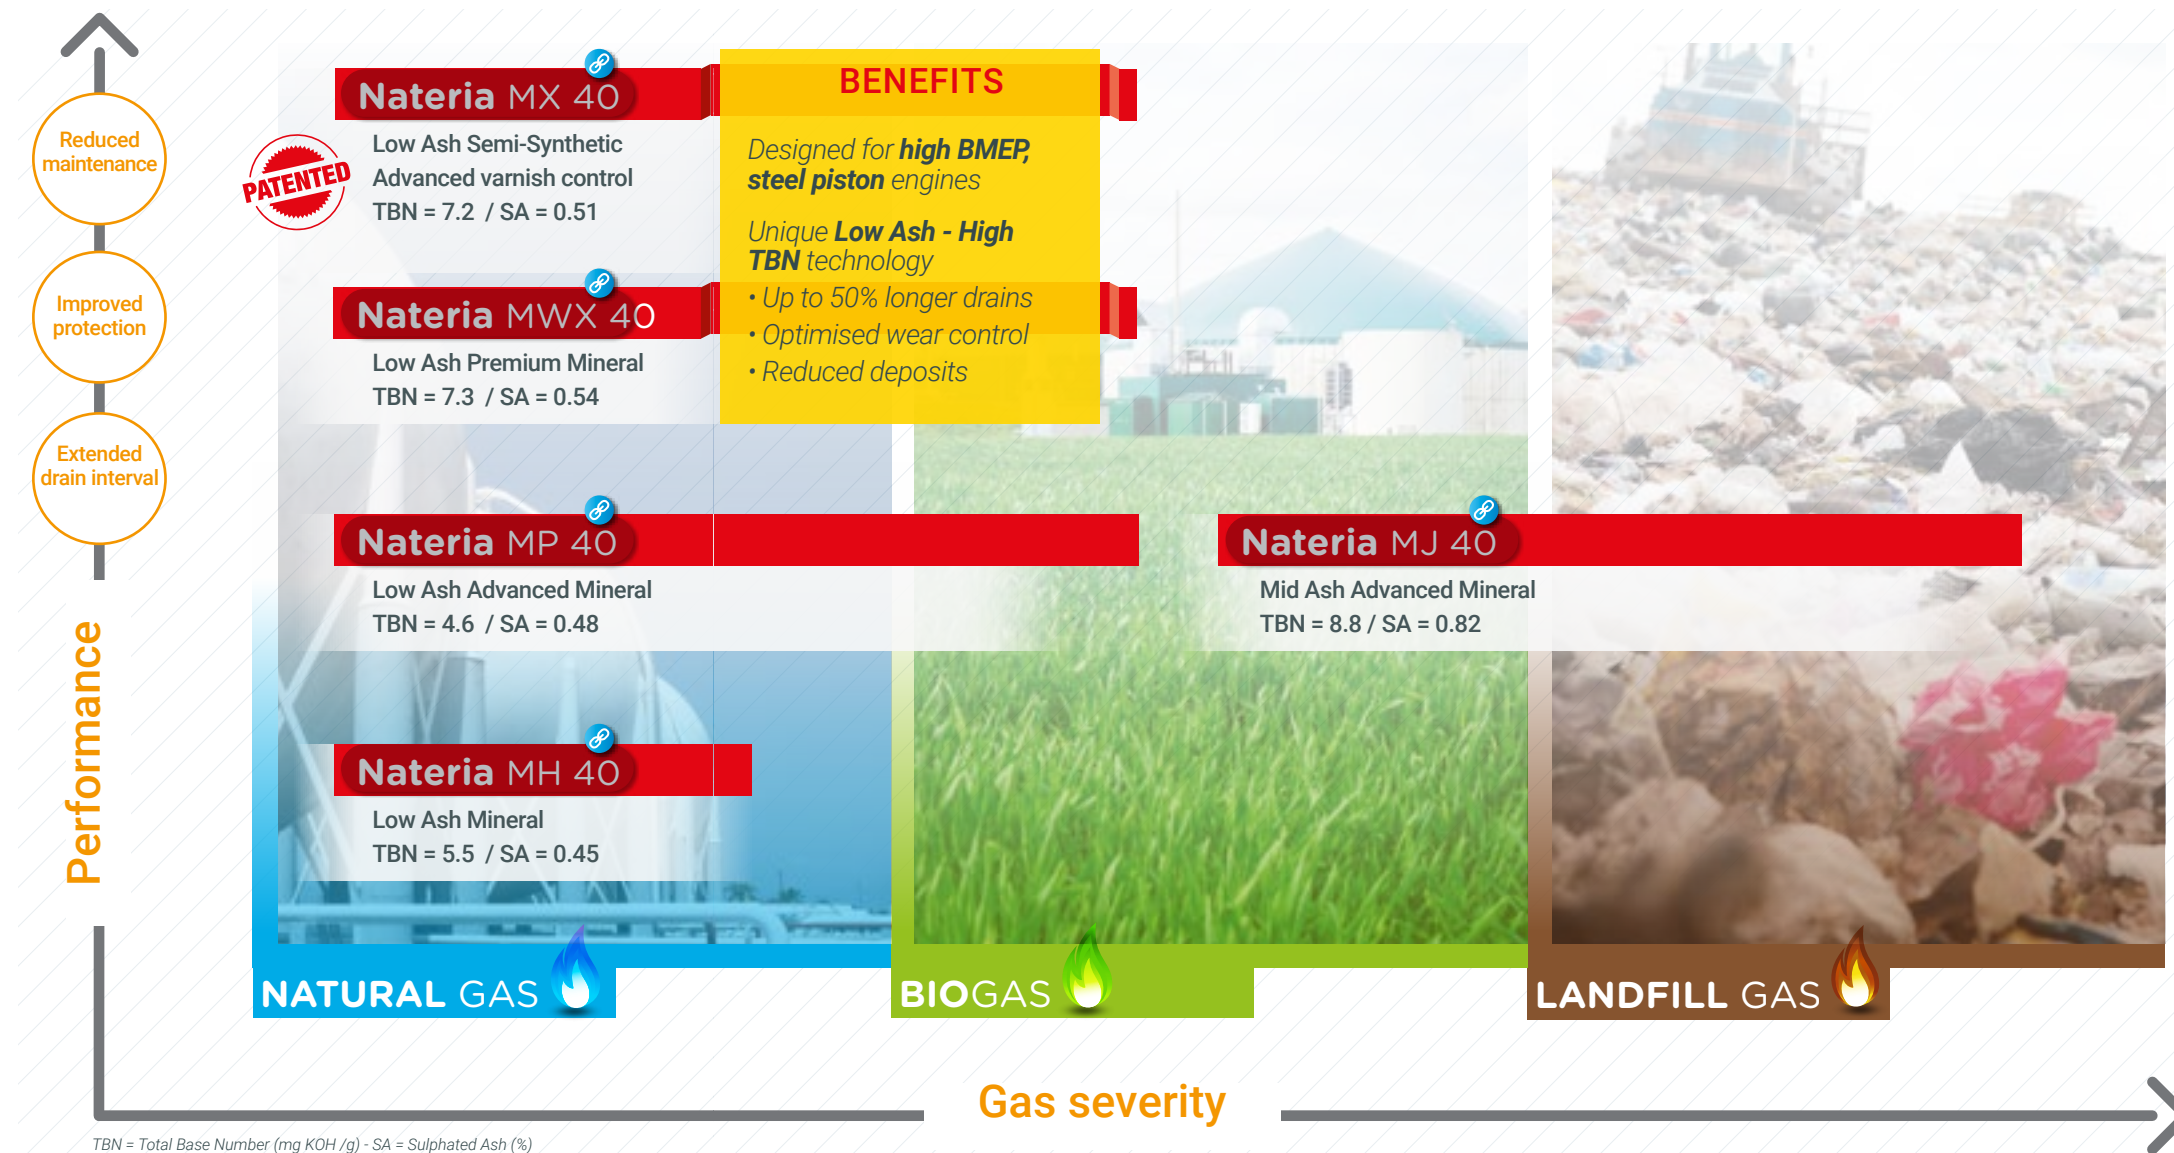 Reduced
maintenance
Improved
protection
Extended
drain interval
Performance
Nateria MX 40
PATENTED
Low Ash Semi-Synthetic
Advanced varnish control
TBN = 7.2 / SA = 0.51
Nateria MWX 40
Low Ash Premium Mineral
TBN = 7.3 / SA = 0.54
BENEFITS
Designed for high BMEP,
steel piston engines
Unique Low Ash - High
TBN technology
• Up to 50% longer drains
• Optimised wear control
• Reduced deposits
Nateria MP 40
Low Ash Advanced Mineral
TBN = 4.6 / SA = 0.48
Nateria MJ 40
Mid Ash Advanced Mineral
TBN = 8.8 / SA = 0.82
Nateria MH 40
Low Ash Mineral
TBN = 5.5 / SA = 0.45
NATURAL GAS
BIOGAS
LANDFILL GAS
Gas severity
TBN = Total Base Number (mg KOH /g) - SA = Sulphated Ash (%)